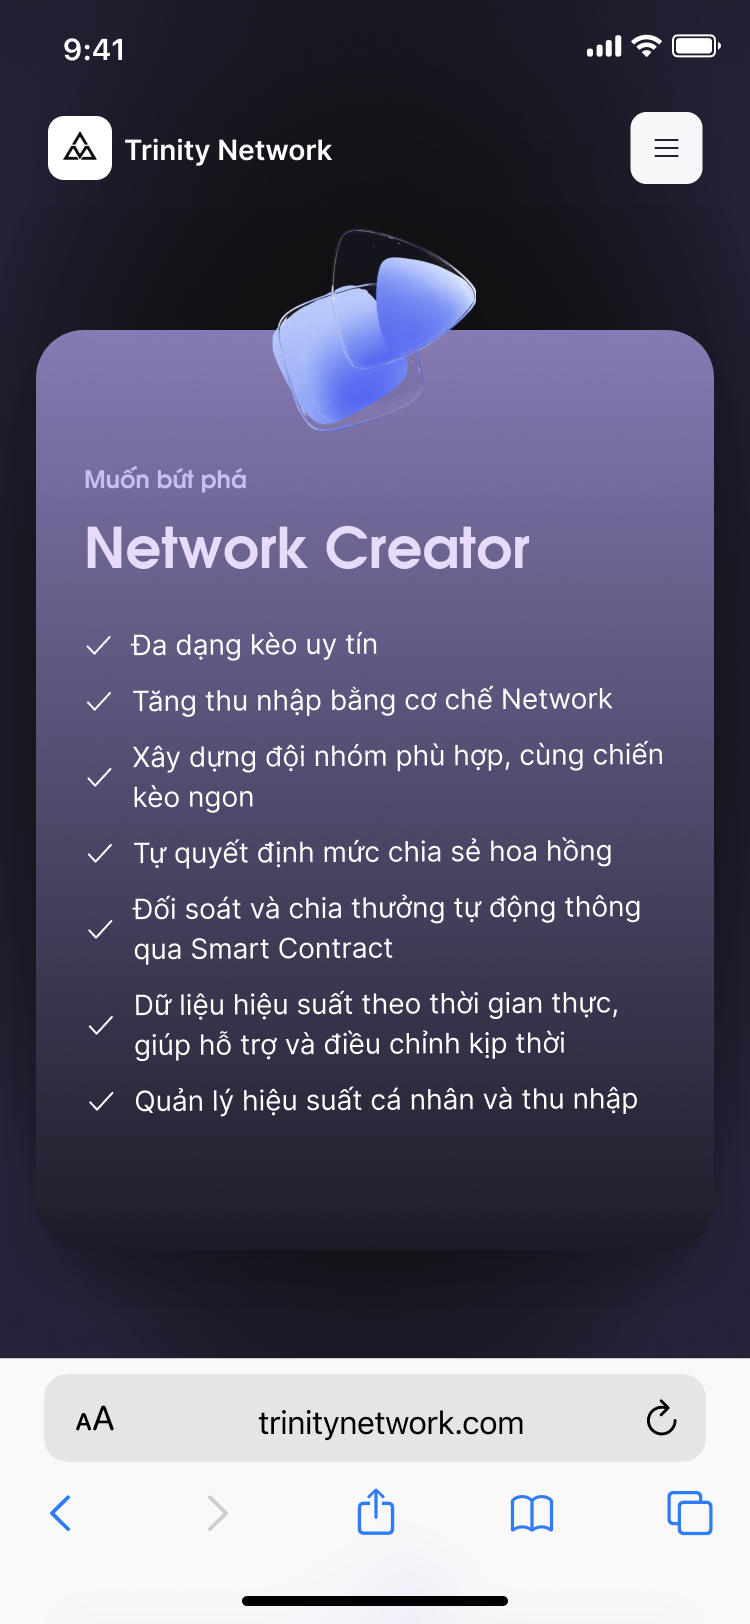 9:41
Trinity Network
Muốn bứt phá
Network Creator
Đa dạng kèo uy tín
Tăng thu nhập bằng cơ chế Network
Xây dựng đội nhóm phù hợp, cùng chiến
kèo ngon
Tự quyết định mức chia sẻ hoa hồng
Đối soát và chia thưởng tự động thông
qua Smart Contract
Dữ liệu hiệu suất theo thời gian thực,
giúp hỗ trợ và điều chỉnh kịp thời
Quản lý hiệu suất cá nhân và thu nhập
AA
trinitynetwork.com